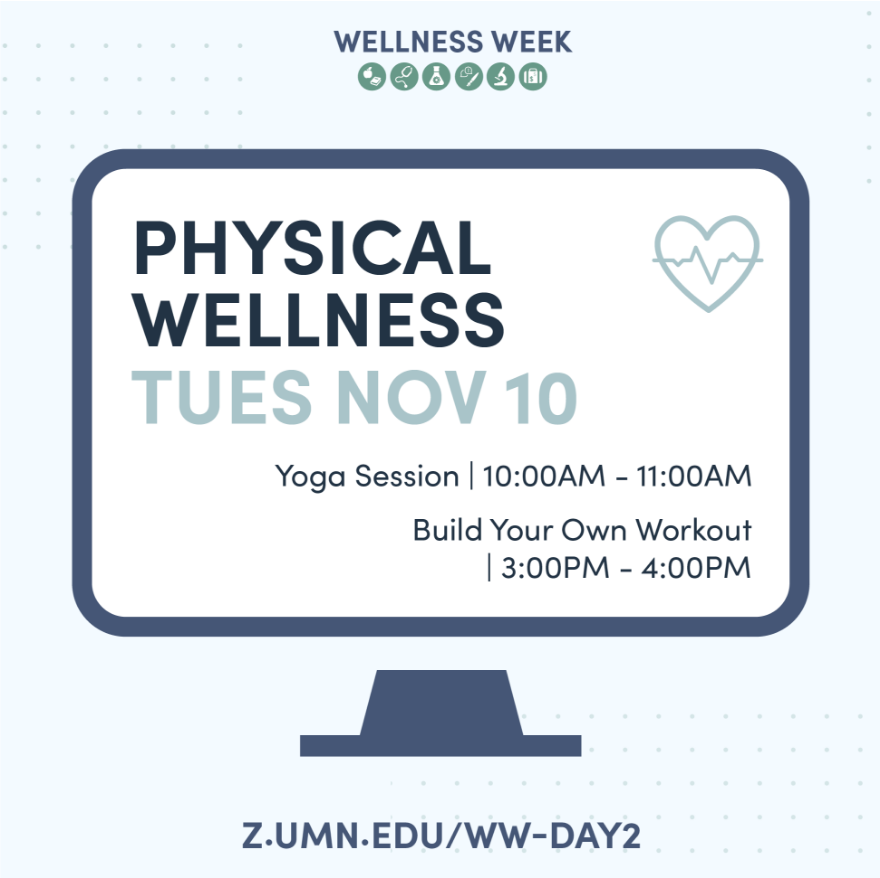 WELLNESS WEEK
PHYSICAL
WELLNESS
TUES NOV 10
Yoga Session | 10:00AM - 11:00AM
Build Your Own Workout
| 3:00PM - 4:00PM
Z.UMN.EDU/WW-DAY2